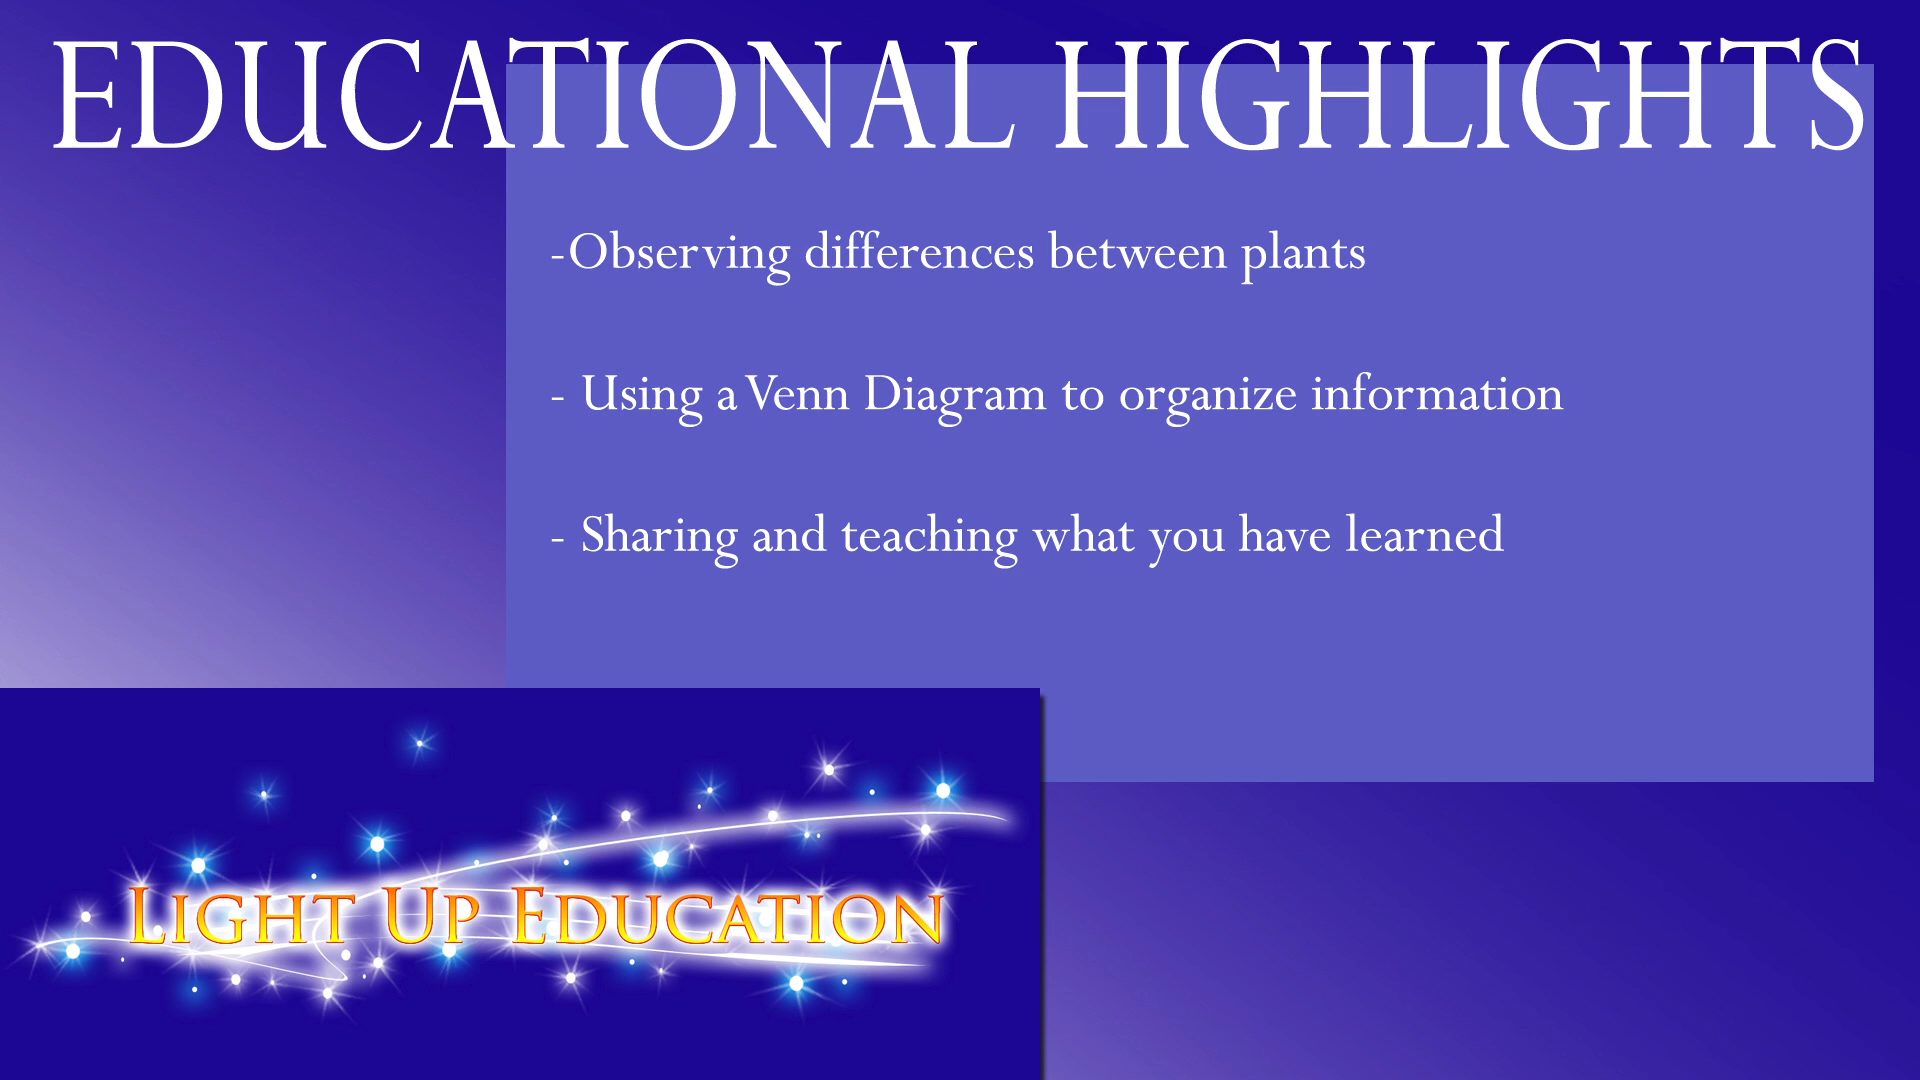 EDUCATIONAL HIGHLIGHTS
-Observing differences between plants
- Using a Venn Diagram to organize information
- Sharing and teaching what you have learned
LIGHT UP EDUCATION